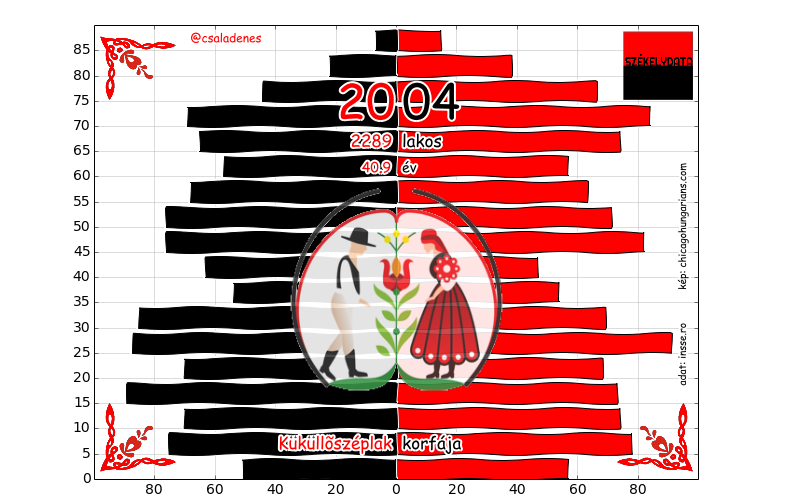 @csaladenes
SZÉKELYDATA
2004
2289 lakos
40.9 év
kép: chicagohungarians.com
adat: insse.ro
Küküllőszéplak korfája
85
80
75
70
65
60
55
50
45
40
35
30
25
20
15
10
5
0
80 60 40 20 0 20 40 60 80